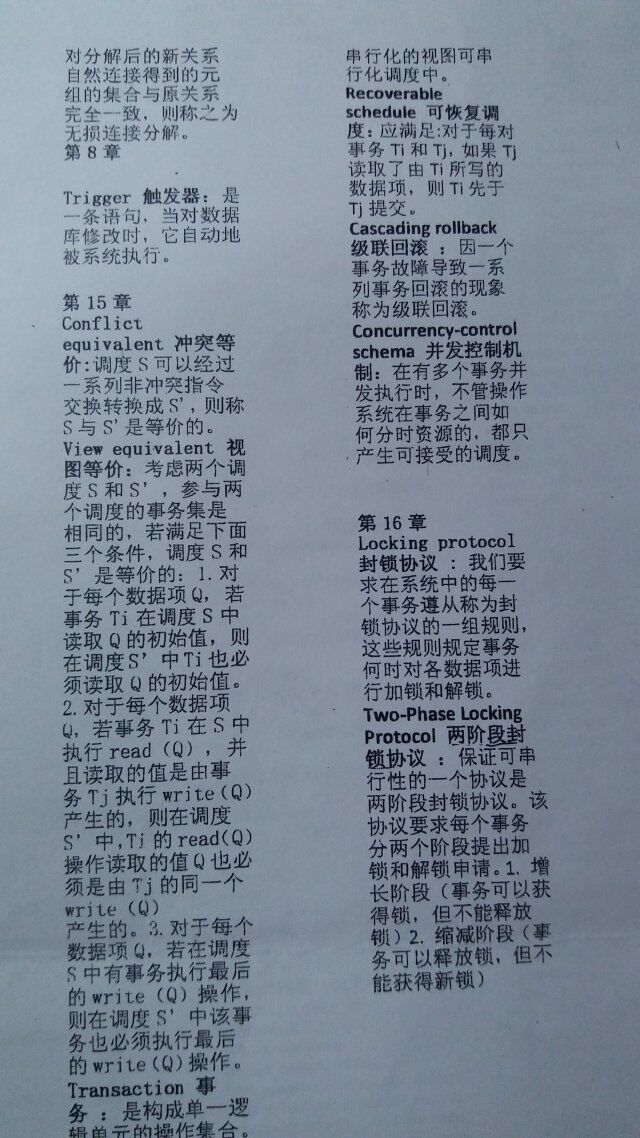 对分解后的新关系
自然连接得到的元
组的集合与原关系
完全一致，则称之为
无损连接分解。
第 8 章
Trigger 触发器：是
一条语句，当对数据
库修改时，它自动地
被系统执行。
第 15 章
Conflict
equivalent 冲突等
价:调度 S 可以经过
一系列非冲突指令
交换转换成 S'，则称
S 与 S' 是等价的。
View equivalent 视
图等价：考虑两个调
度 S 和 S'，参与两
个调度的事务集是
相同的，若满足下面
三个条件，调度 S 和
S' 是等价的：1. 对
于每个数据项 Q，若
事务 Ti 在调度 S 中
读取 Q 的初始值，则
在调度 S' 中 Ti 也必
须读取 Q 的初始值。
2. 对于每个数据项
Q，若事务 Ti 在 S 中
执行 read（Q），并
且读取的值是由事
务 Tj 执行 write(Q)
产生的，则在调度
S' 中,Ti 的 read(Q)
操作读取的值 Q 也必
须是由 Tj 的同一个
write（Q）
产生的。3. 对于每个
数据项 Q，若在调度
S 中有事务执行最后
的 write（Q）操作，
则在调度 S' 中该事
务也必须执行最后
的 write(Q)操作。
Transaction 事
务 ：是构成单一逻
辑单元的操作集合。
串行化的视图可串
行化调度中。
Recoverable
schedule 可恢复调
度：应满足:对于每对
事务 Ti 和 Tj, 如果 Tj
读取了由 Ti 所写的
数据项，则 Ti 先于
Tj 提交。
Cascading rollback
级联回滚 ：因一个
事务故障导致一系
列事务回滚的现象
称为级联回滚。
Concurrency-control
schema 并发控制机
制：在有多个事务并
发执行时，不管操作
系统在事务之间如
何分时资源的，都只
产生可接受的调度。
第 16 章
Locking protocol
封锁协议 ：我们要
求在系统中的每一
个事务遵从称为封
锁协议的一组规则，
这些规则规定事务
何时对各数据项进
行加锁和解锁。
Two-Phase Locking
Protocol 两阶段封
锁协议 ：保证可串
行性的一个协议是
两阶段封锁协议。该
协议要求每个事务
分两个阶段提出加
锁和解锁申请。1. 增
长阶段（事务可以获
得锁，但不能释放
锁）2. 缩减阶段（事
务可以释放锁，但不
能获得新锁）